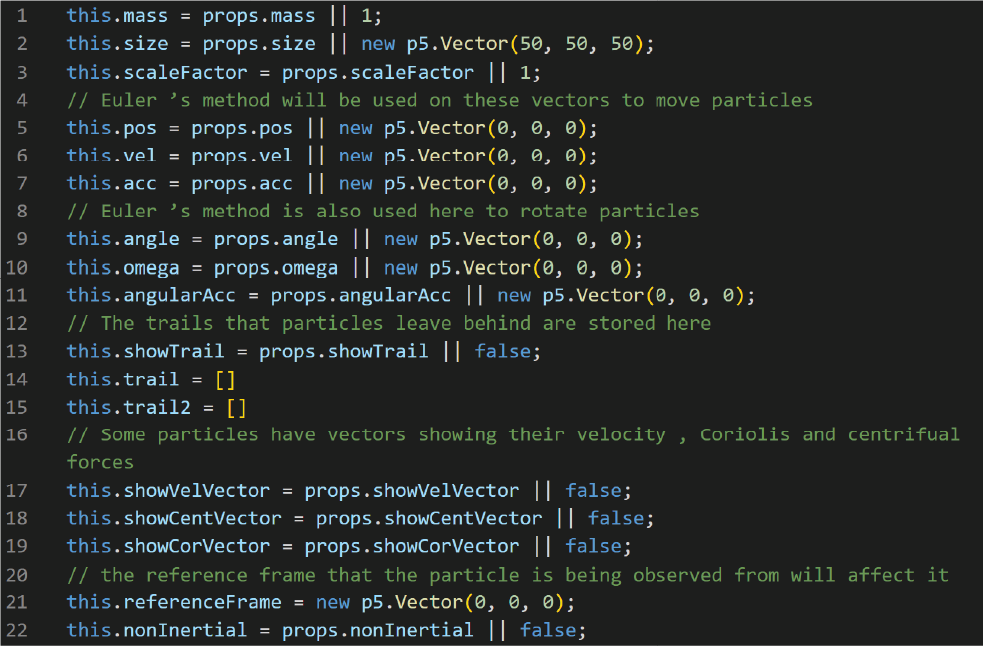 1 this.mass = props.mass || 1;
2 this.size = props.size || new p5.Vector(50, 50, 50);
3 this.scaleFactor = props.scaleFactor || 1;
4 // Euler ’s method will be used on these vectors to move particles
5 this.pos = props.pos || new p5.Vector(0, 0, 0);
6 this.vel = props.vel || new p5.Vector(0, 0, 0);
7 this.acc = props.acc || new p5.Vector(0, 0, 0);
8 // Euler ’s method is also used here to rotate particles
9 this.angle = props.angle || new p5.Vector(0, 0, 0);
10 this.omega = props.omega || new p5.Vector(0, 0, 0);
11 this.angularAcc = props.angularAcc || new p5.Vector(0, 0, 0);
12 // The trails that particles leave behind are stored here
13 this.showTrail = props.showTrail || false;
14 this.trail = []
15 this.trail2 = []
16 // Some particles have vectors showing their velocity , Coriolis and centrifual
forces
17 this.showVelVector = props.showVelVector || false;
18 this.showCentVector = props.showCentVector || false;
19 this.showCorVector = props.showCorVector || false;
20 // the reference frame that the particle is being observed from will affect it
21 this.referenceFrame = new p5.Vector(0, 0, 0);
22 this.nonInertial = props.nonInertial || false;